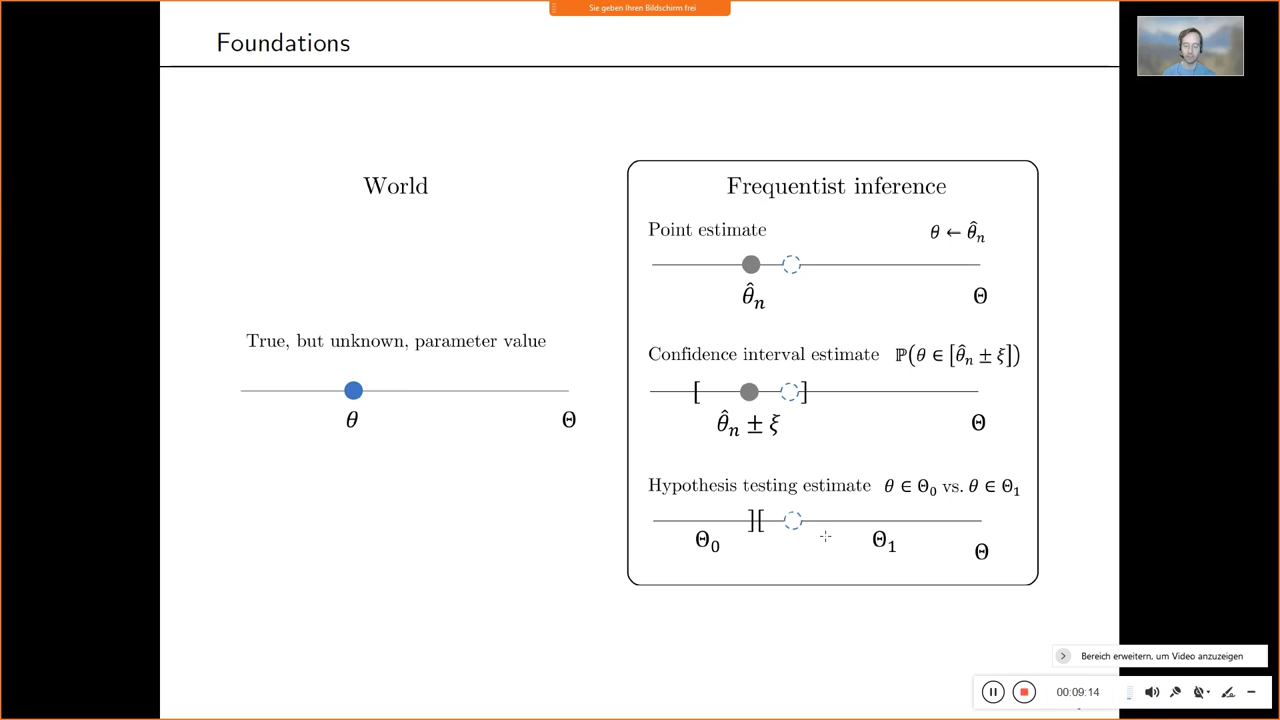 Sie geben Ihren Bildschirm frei
Foundations
World
True, but unknown, parameter value
θ
Θ
Frequentist inference
Point estimate θ ← θ̂ₙ
θ̂ₙ
Θ
Confidence interval estimate ℙ(θ ∈ [θ̂ₙ ± ξ])
[ ]
θ̂ₙ ± ξ
Θ
Hypothesis testing estimate θ ∈ Θ₀ vs. θ ∈ Θ₁
][
Θ₀ Θ₁
Θ
Bereich erweitern, um Video anzuzeigen
00:09:14